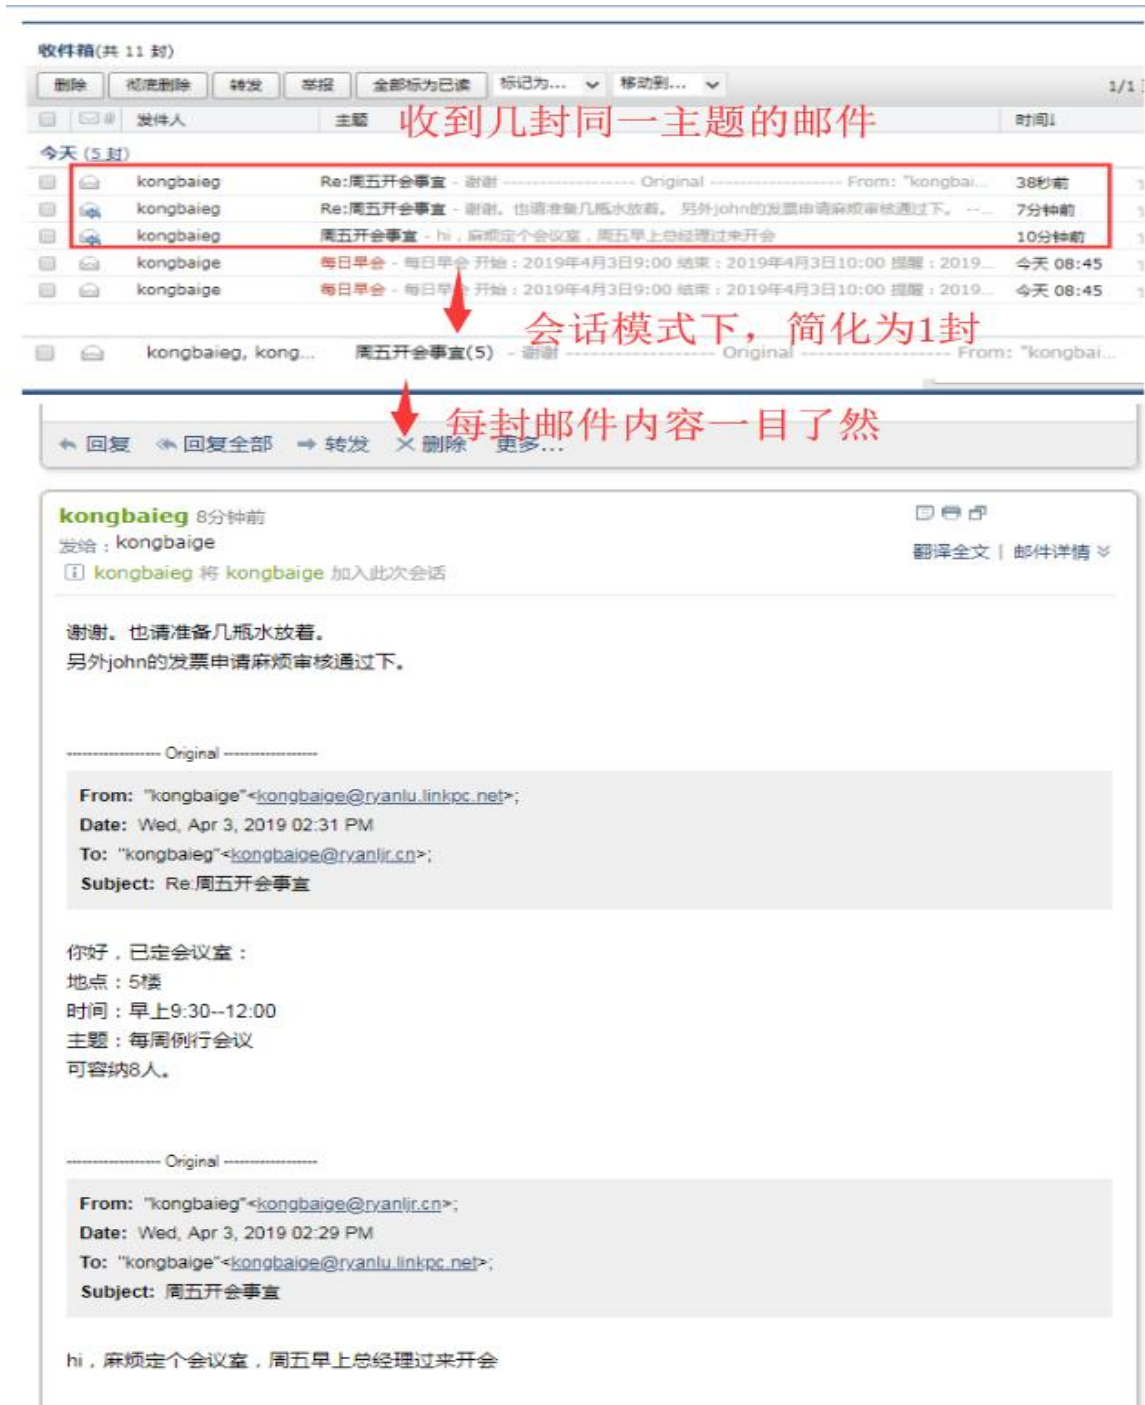 收件箱(共 11 封)
删除 彻底删除 转发 举报 全部标为已读 标记为... 移动到... 1/1
发件人 主题 时间↓
收到几封同一主题的邮件
今天 (5 封)
kongbaieg Re:周五开会事宜 - 谢谢 ------------------ Original ------------------ From: "kongbai... 38秒前
kongbaieg Re:周五开会事宜 - 谢谢。也请准备几瓶水放着。 另外john的发票申请麻烦审核通过下。 --... 7分钟前
kongbaieg 周五开会事宜 - hi，麻烦定个会议室，周五早上总经理过来开会 10分钟前
kongbaige 每日早会 - 每日早会 开始：2019年4月3日9:00 结束：2019年4月3日10:00 提醒：2019... 今天 08:45
kongbaige 每日早会 - 每日早会 开始：2019年4月3日9:00 结束：2019年4月3日10:00 提醒：2019... 今天 08:45
会话模式下，简化为1封
kongbaieg, kong... 周五开会事宜(5) - 谢谢 ------------------ Original ------------------ From: "kongbai...
每封邮件内容一目了然
回复 回复全部 转发 删除 更多...
kongbaieg 8分钟前
发给：kongbaige
翻译全文 | 邮件详情
kongbaieg 将 kongbaige 加入此次会话
谢谢。也请准备几瓶水放着。
另外john的发票申请麻烦审核通过下。
------------------ Original ------------------
From: "kongbaige"<kongbaige@ryanlu.linkpc.net>;
Date: Wed, Apr 3, 2019 02:31 PM
To: "kongbaieg"<kongbaige@ryanljr.cn>;
Subject: Re:周五开会事宜
你好，已定会议室：
地点：5楼
时间：早上9:30--12:00
主题：每周例行会议
可容纳8人。
------------------ Original ------------------
From: "kongbaieg"<kongbaige@ryanljr.cn>;
Date: Wed, Apr 3, 2019 02:29 PM
To: "kongbaige"<kongbaige@ryanlu.linkpc.net>;
Subject: 周五开会事宜
hi，麻烦定个会议室，周五早上总经理过来开会